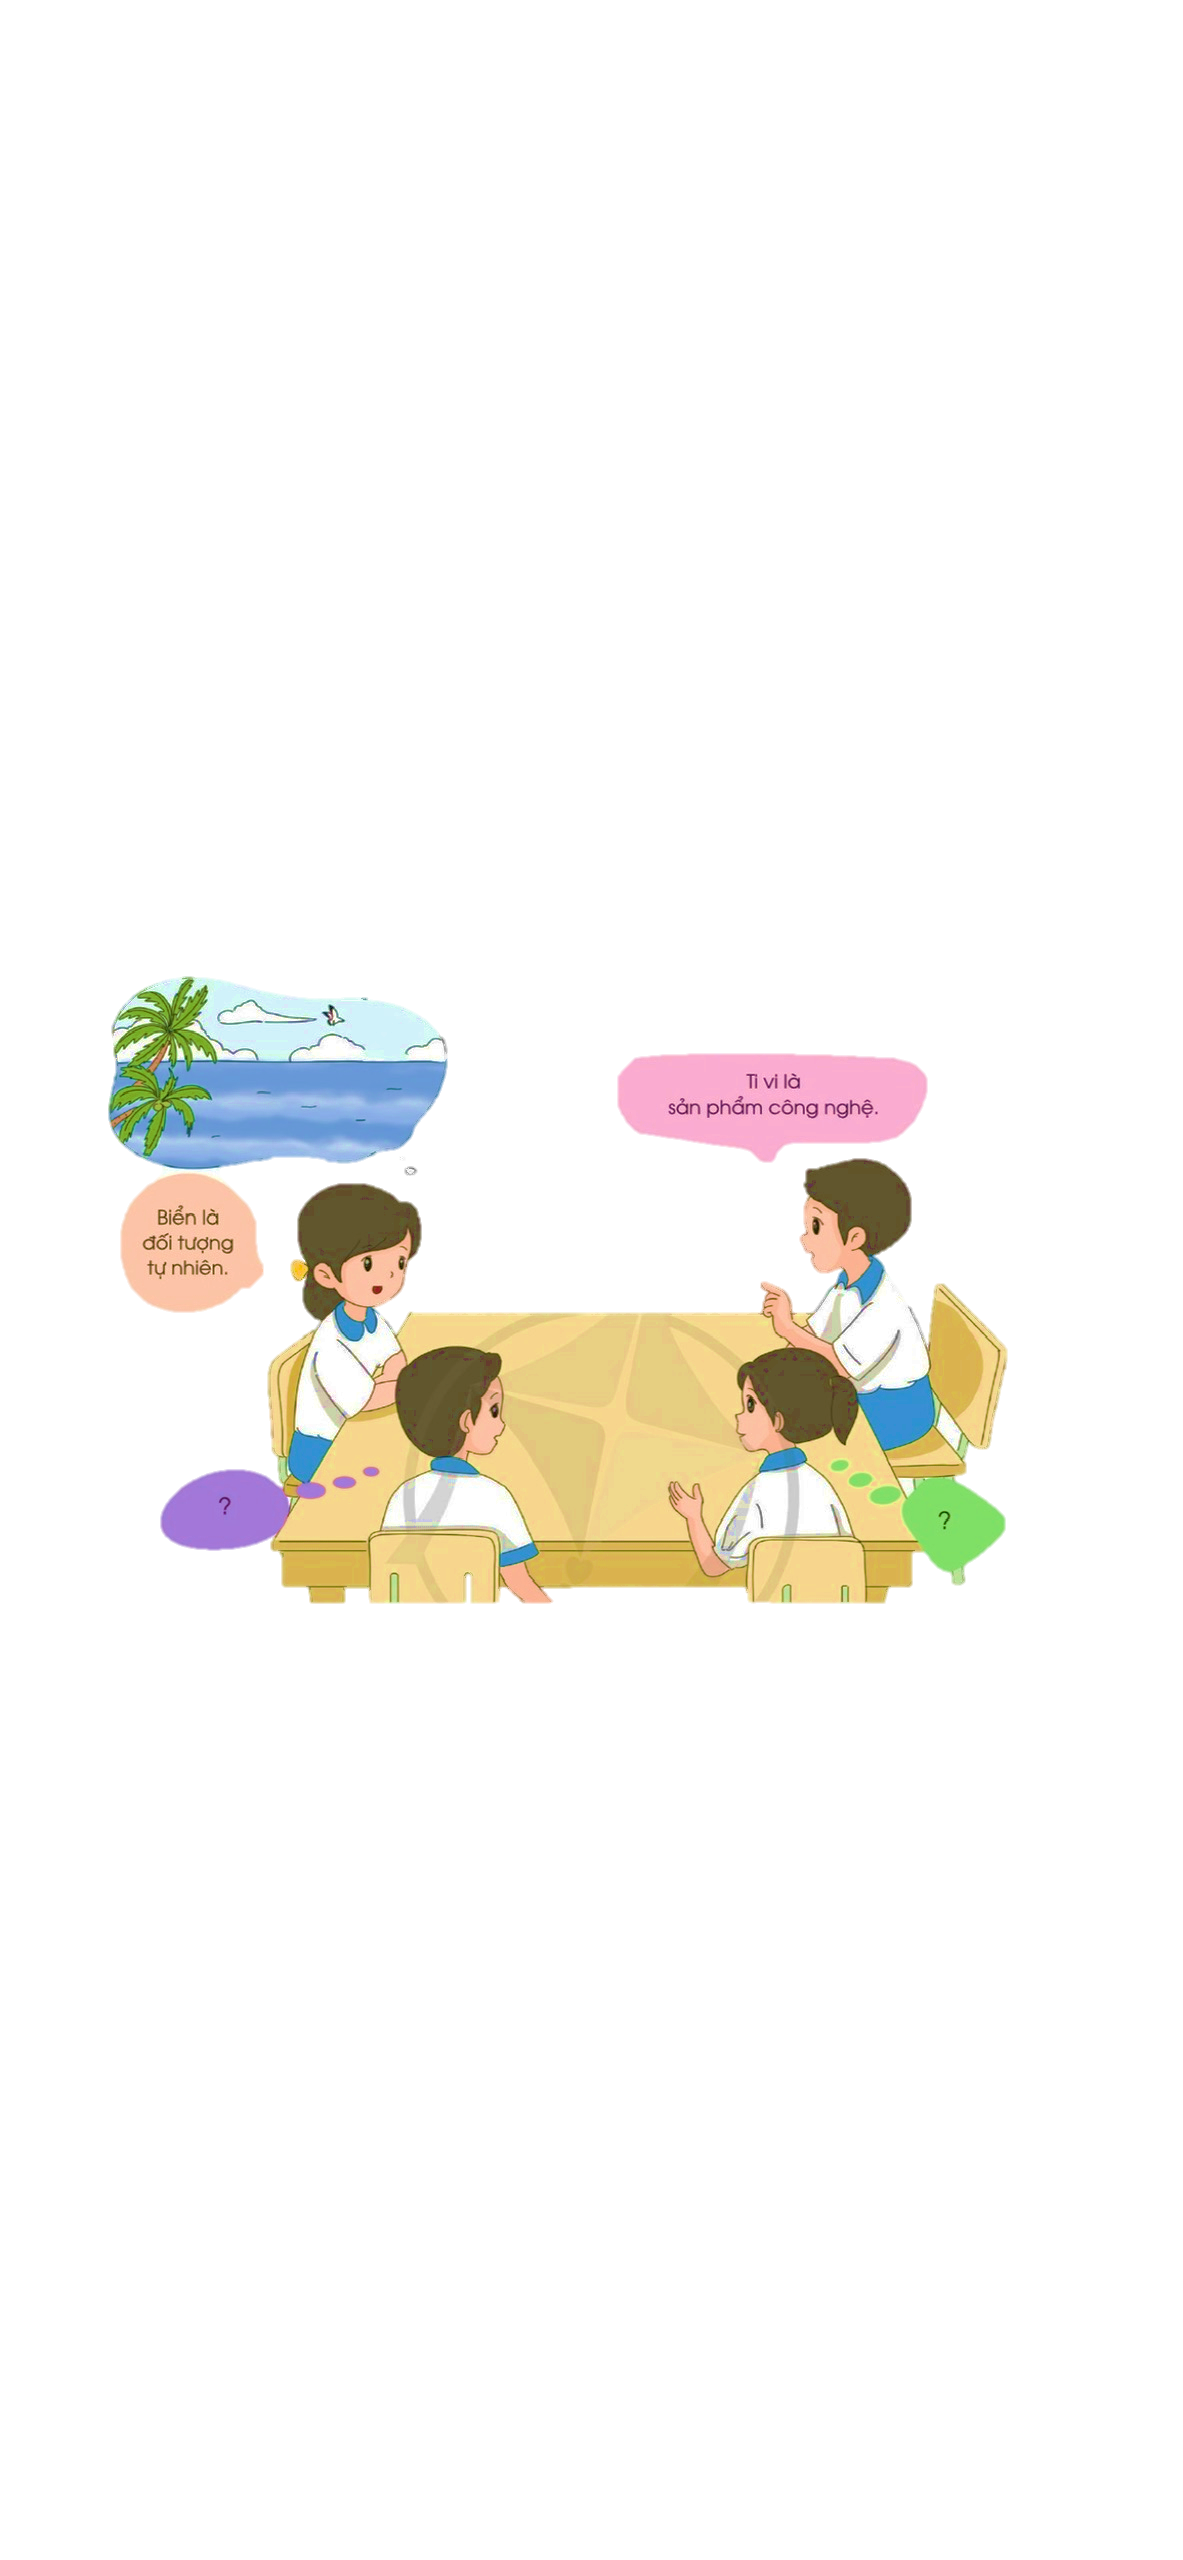 Ti vi là
sản phẩm công nghệ.
Biển là
đối tượng
tự nhiên.
?
?